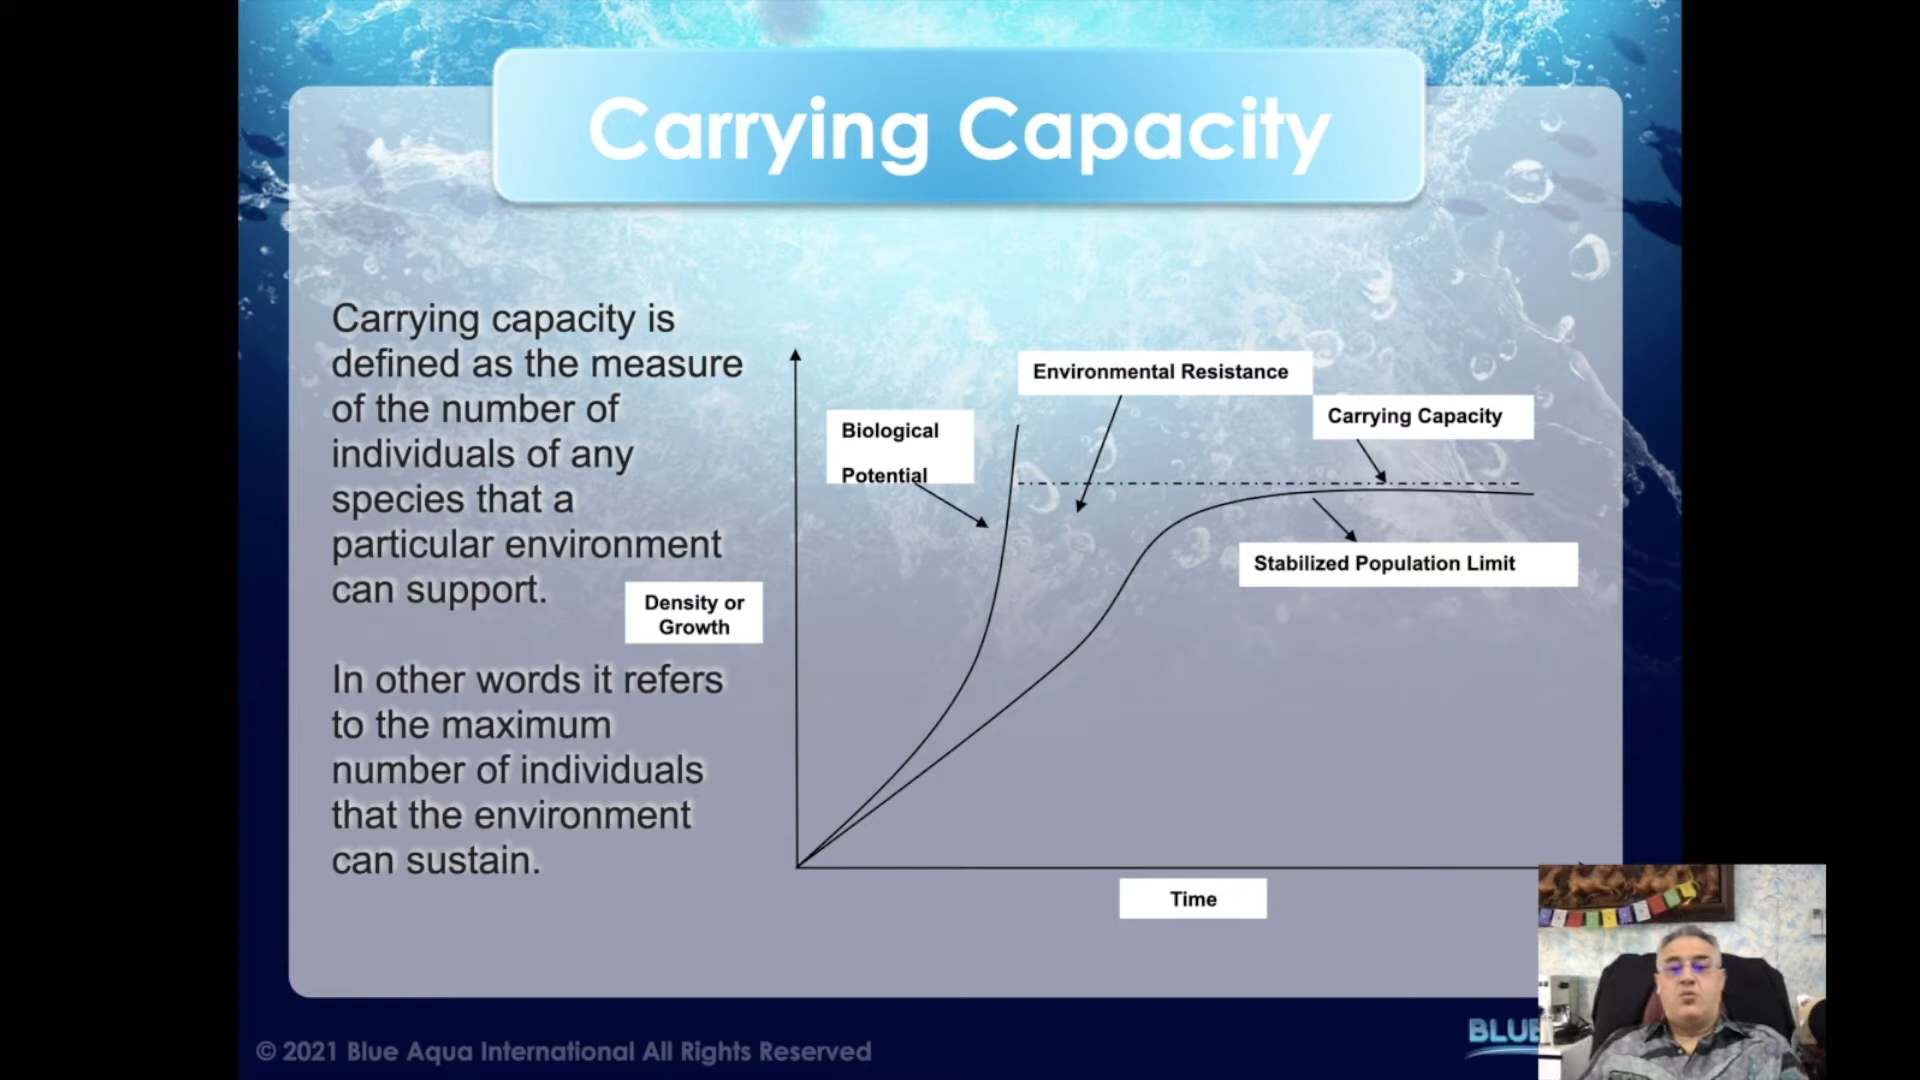 Carrying Capacity
Carrying capacity is
defined as the measure
of the number of
individuals of any
species that a
particular environment
can support.
In other words it refers
to the maximum
number of individuals
that the environment
can sustain.
Environmental Resistance
Carrying Capacity
Biological
Potential
Stabilized Population Limit
Density or
Growth
Time
© 2021 Blue Aqua International All Rights Reserved
BLUE